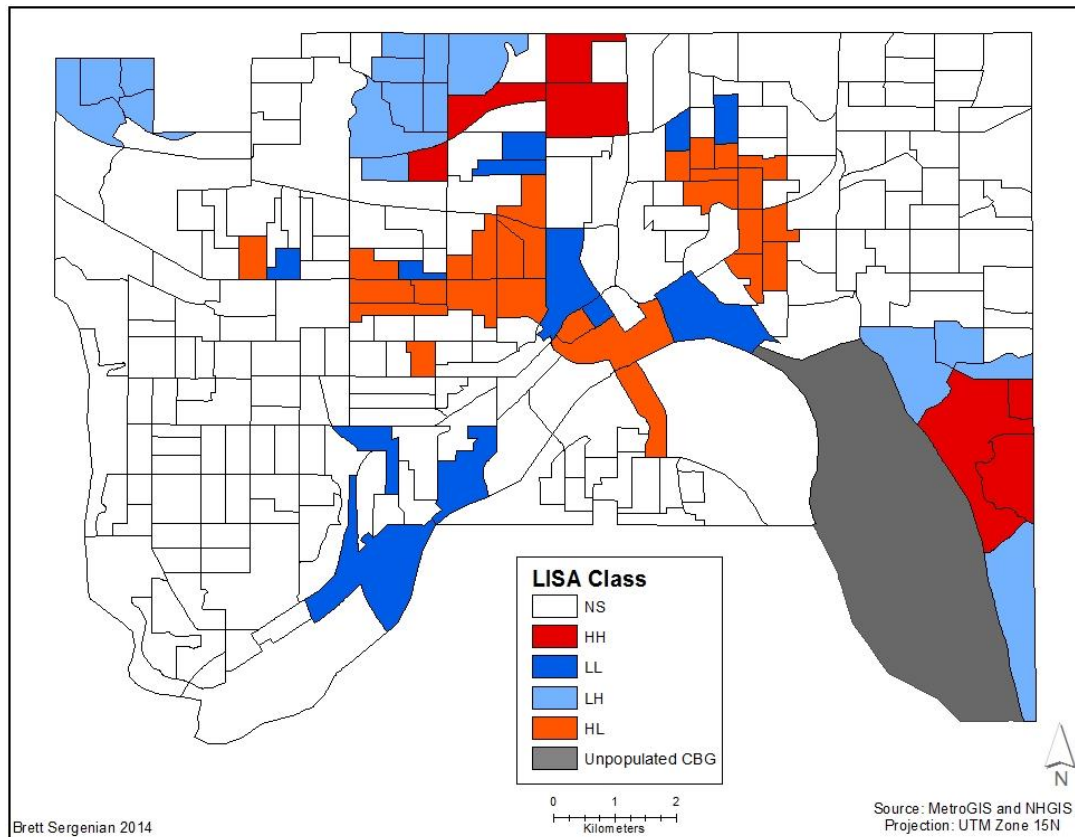 LISA Class
NS
HH
LL
LH
HL
Unpopulated CBG
N
0 1 2
Kilometers
Brett Sergenian 2014
Source: MetroGIS and NHGIS
Projection: UTM Zone 15N